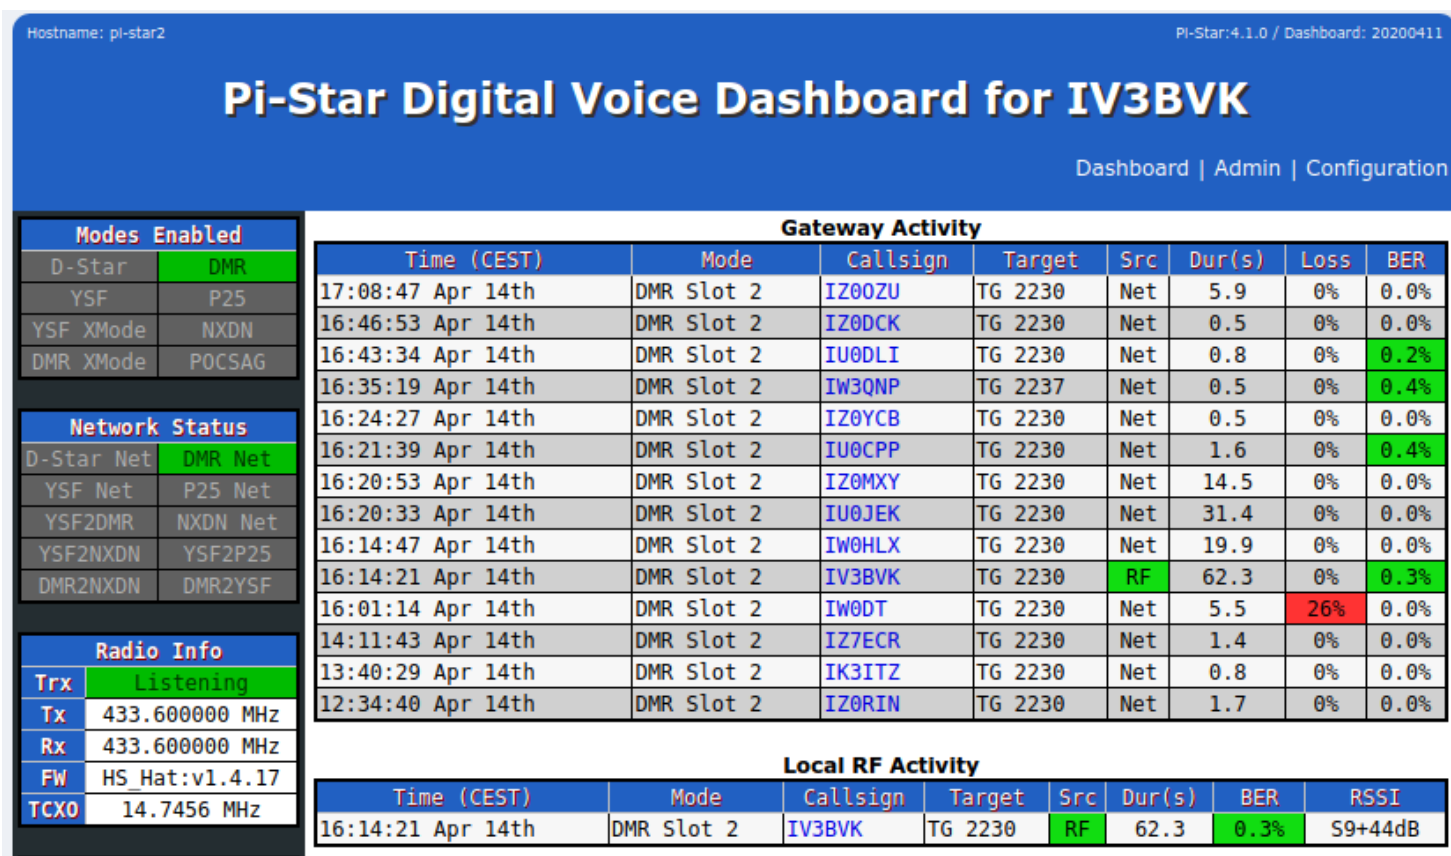 Hostname: pi-star2 Pi-Star:4.1.0 / Dashboard: 20200411
Pi-Star Digital Voice Dashboard for IV3BVK
Dashboard | Admin | Configuration
Modes Enabled
D-Star DMR
YSF P25
YSF XMode NXDN
DMR XMode POCSAG
Network Status
D-Star Net DMR Net
YSF Net P25 Net
YSF2DMR NXDN Net
YSF2NXDN YSF2P25
DMR2NXDN DMR2YSF
Radio Info
Trx Listening
Tx 433.600000 MHz
Rx 433.600000 MHz
FW HS_Hat:v1.4.17
TCXO 14.7456 MHz
Gateway Activity
Time (CEST) Mode Callsign Target Src Dur(s) Loss BER
17:08:47 Apr 14th DMR Slot 2 IZ0OZU TG 2230 Net 5.9 0% 0.0%
16:46:53 Apr 14th DMR Slot 2 IZ0DCK TG 2230 Net 0.5 0% 0.0%
16:43:34 Apr 14th DMR Slot 2 IU0DLI TG 2230 Net 0.8 0% 0.2%
16:35:19 Apr 14th DMR Slot 2 IW3QNP TG 2237 Net 0.5 0% 0.4%
16:24:27 Apr 14th DMR Slot 2 IZ0YCB TG 2230 Net 0.5 0% 0.0%
16:21:39 Apr 14th DMR Slot 2 IU0CPP TG 2230 Net 1.6 0% 0.4%
16:20:53 Apr 14th DMR Slot 2 IZ0MXY TG 2230 Net 14.5 0% 0.0%
16:20:33 Apr 14th DMR Slot 2 IU0JEK TG 2230 Net 31.4 0% 0.0%
16:14:47 Apr 14th DMR Slot 2 IW0HLX TG 2230 Net 19.9 0% 0.0%
16:14:21 Apr 14th DMR Slot 2 IV3BVK TG 2230 RF 62.3 0% 0.3%
16:01:14 Apr 14th DMR Slot 2 IW0DT TG 2230 Net 5.5 26% 0.0%
14:11:43 Apr 14th DMR Slot 2 IZ7ECR TG 2230 Net 1.4 0% 0.0%
13:40:29 Apr 14th DMR Slot 2 IK3ITZ TG 2230 Net 0.8 0% 0.0%
12:34:40 Apr 14th DMR Slot 2 IZ0RIN TG 2230 Net 1.7 0% 0.0%
Local RF Activity
Time (CEST) Mode Callsign Target Src Dur(s) BER RSSI
16:14:21 Apr 14th DMR Slot 2 IV3BVK TG 2230 RF 62.3 0.3% S9+44dB